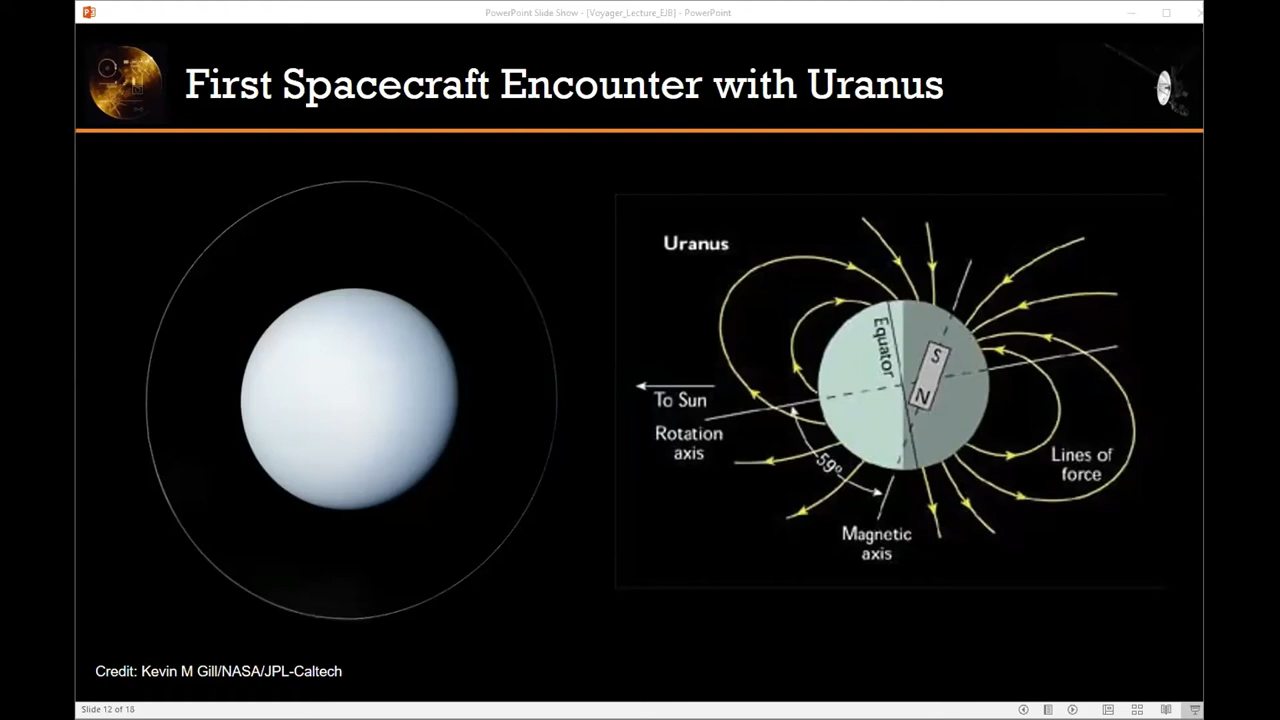 PowerPoint Slide Show - [Voyager_Lecture_EJB] - PowerPoint
First Spacecraft Encounter with Uranus
Uranus
Equator
S
N
To Sun
Rotation
axis
59º
Lines of
force
Magnetic
axis
Credit: Kevin M Gill/NASA/JPL-Caltech
Slide 12 of 18